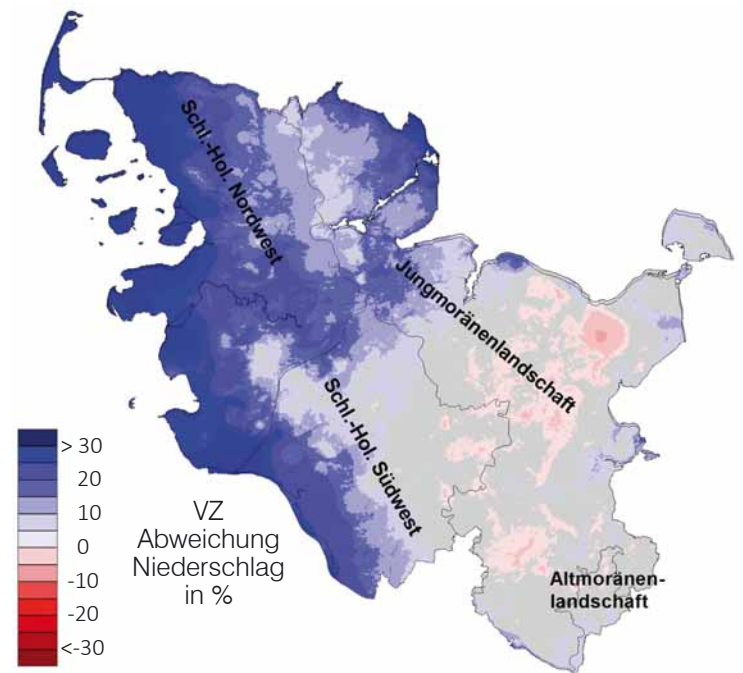 Schl.-Hol. Nordwest
Jungmoränenlandschaft
Schl.-Hol. Südwest
Altmoränen-
landschaft
VZ
Abweichung
Niederschlag
in %
> 30
20
10
0
-10
-20
<-30